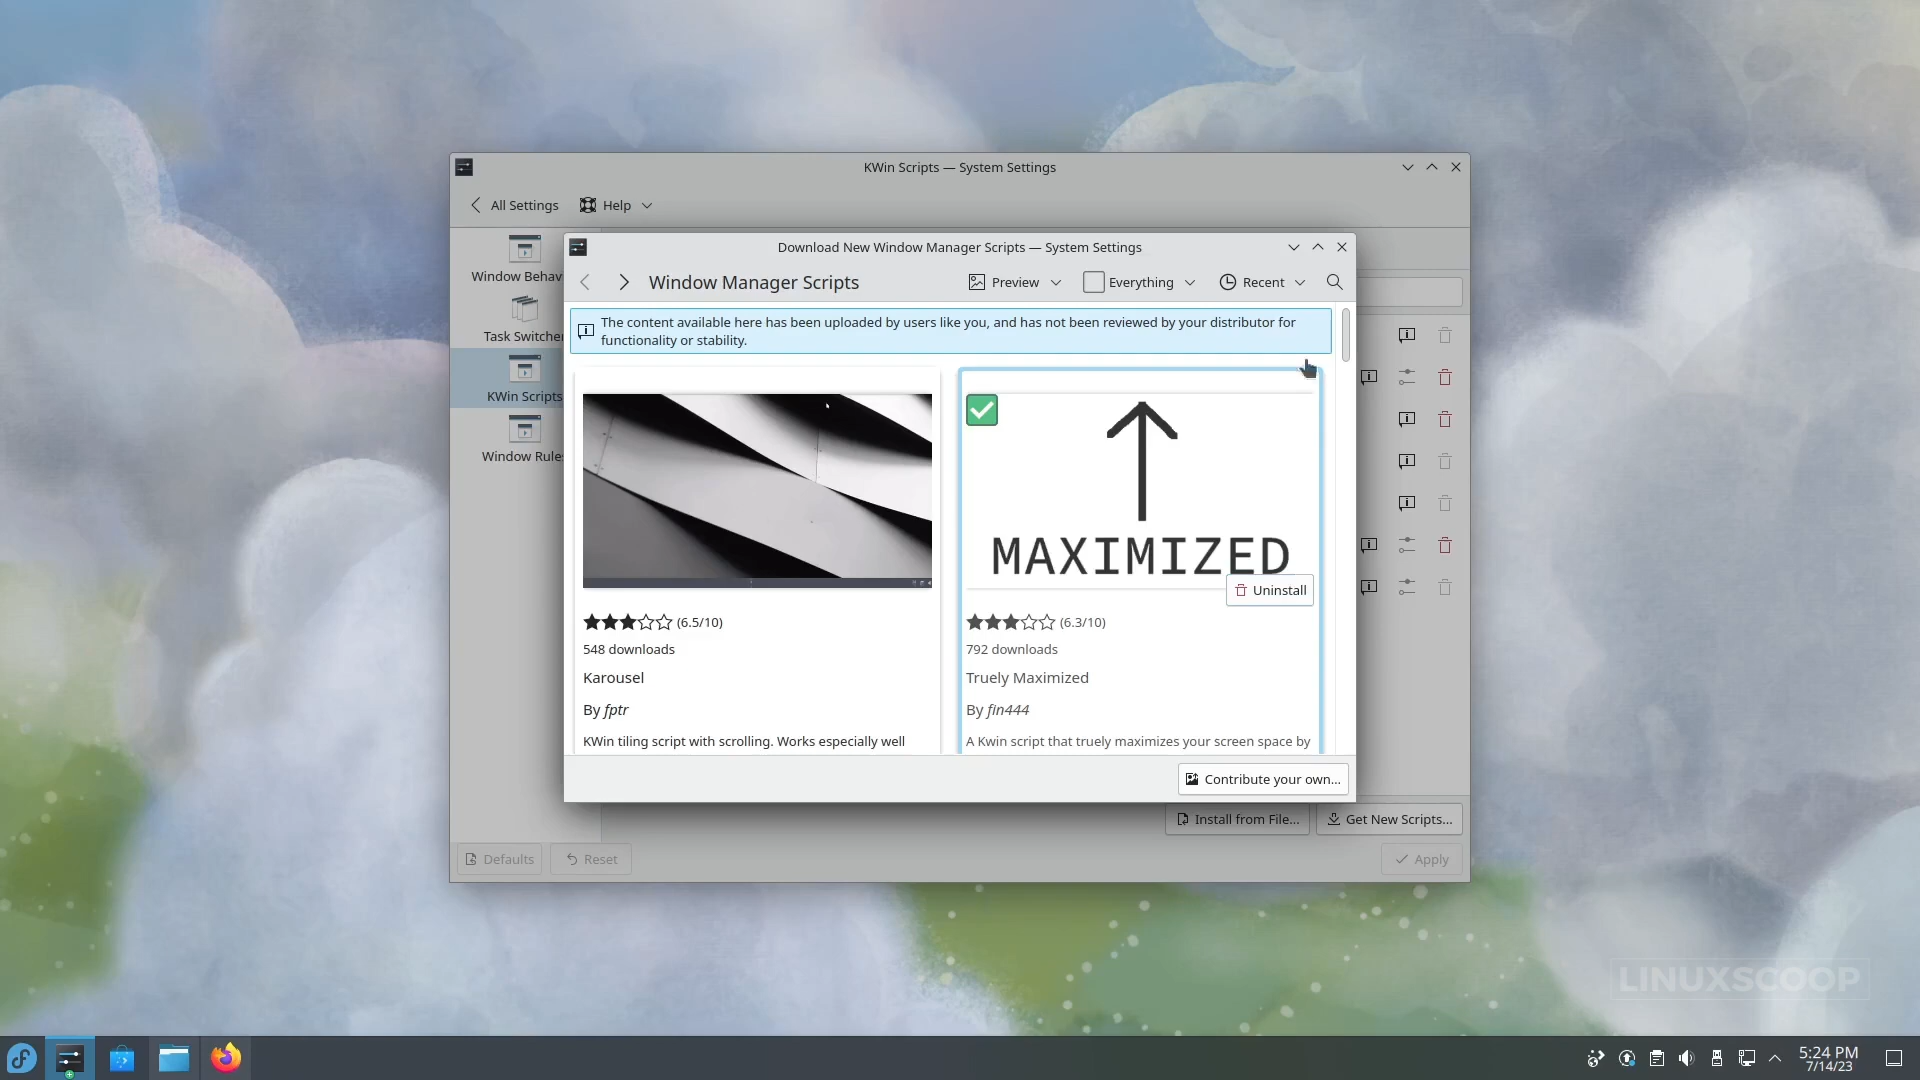 KWin Scripts — System Settings
All Settings
Help
Window Behav
Task Switche
KWin Scripts
Window Rule
Download New Window Manager Scripts — System Settings
Window Manager Scripts
Preview
Everything
Recent
The content available here has been uploaded by users like you, and has not been reviewed by your distributor for
functionality or stability.
MAXIMIZED
Uninstall
(6.5/10)
548 downloads
Karousel
By fptr
KWin tiling script with scrolling. Works especially well
(6.3/10)
792 downloads
Truely Maximized
By fin444
A Kwin script that truely maximizes your screen space by
Contribute your own...
Install from File...
Get New Scripts...
Defaults
Reset
Apply
LINUXSCOOP
5:24 PM
7/14/23